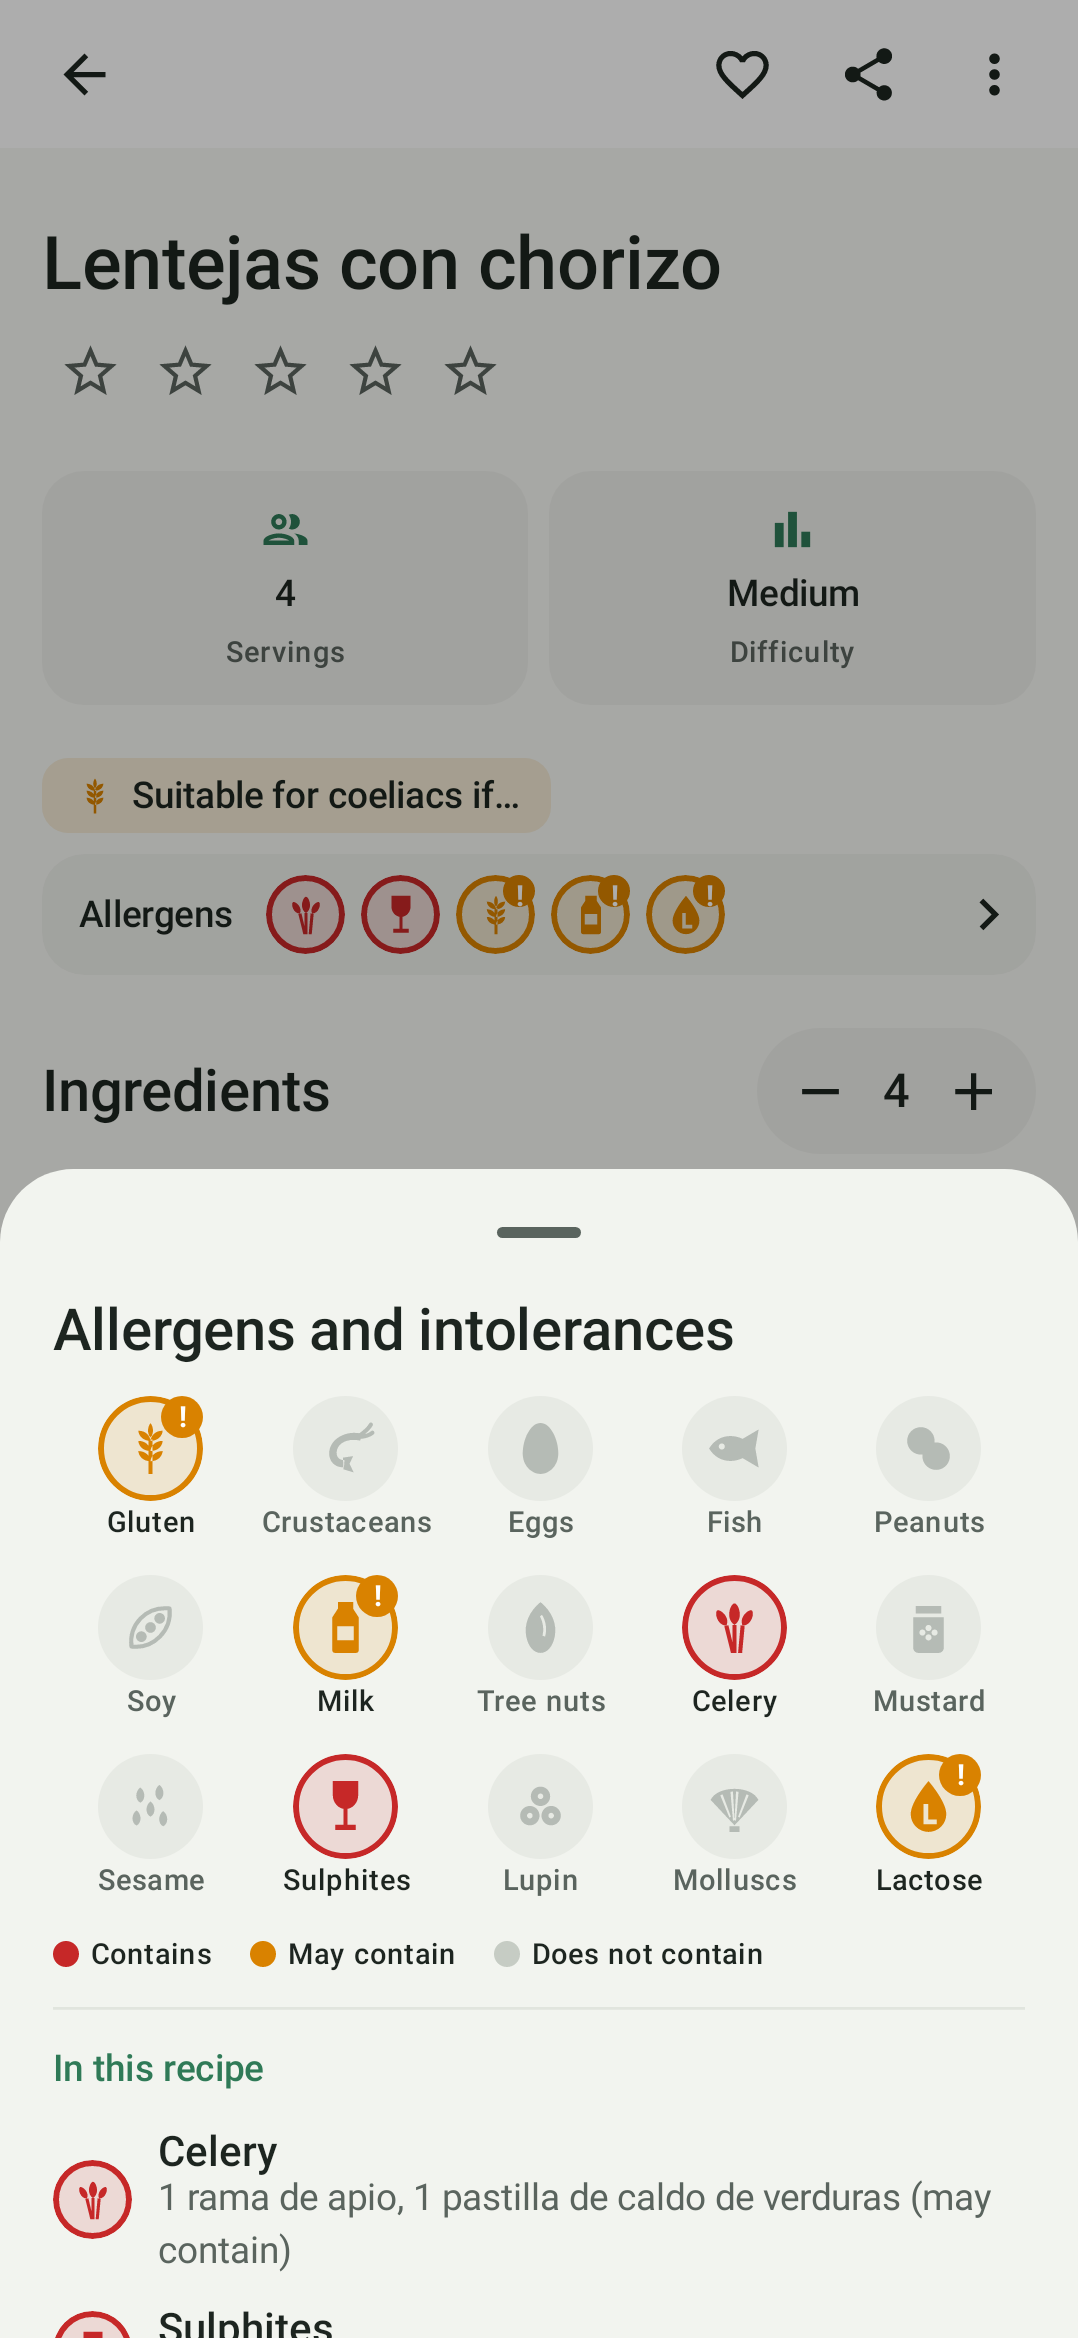 Lentejas con chorizo
4
Servings
Medium
Difficulty
Suitable for coeliacs if...
Allergens
!
!
!
Ingredients
4
Allergens and intolerances
!
Gluten
Crustaceans
Eggs
Fish
Peanuts
!
Soy
Milk
Tree nuts
Celery
Mustard
!
L
Sesame
Sulphites
Lupin
Molluscs
Lactose
Contains
May contain
Does not contain
In this recipe
Celery
1 rama de apio, 1 pastilla de caldo de verduras (may
contain)
Sulphites